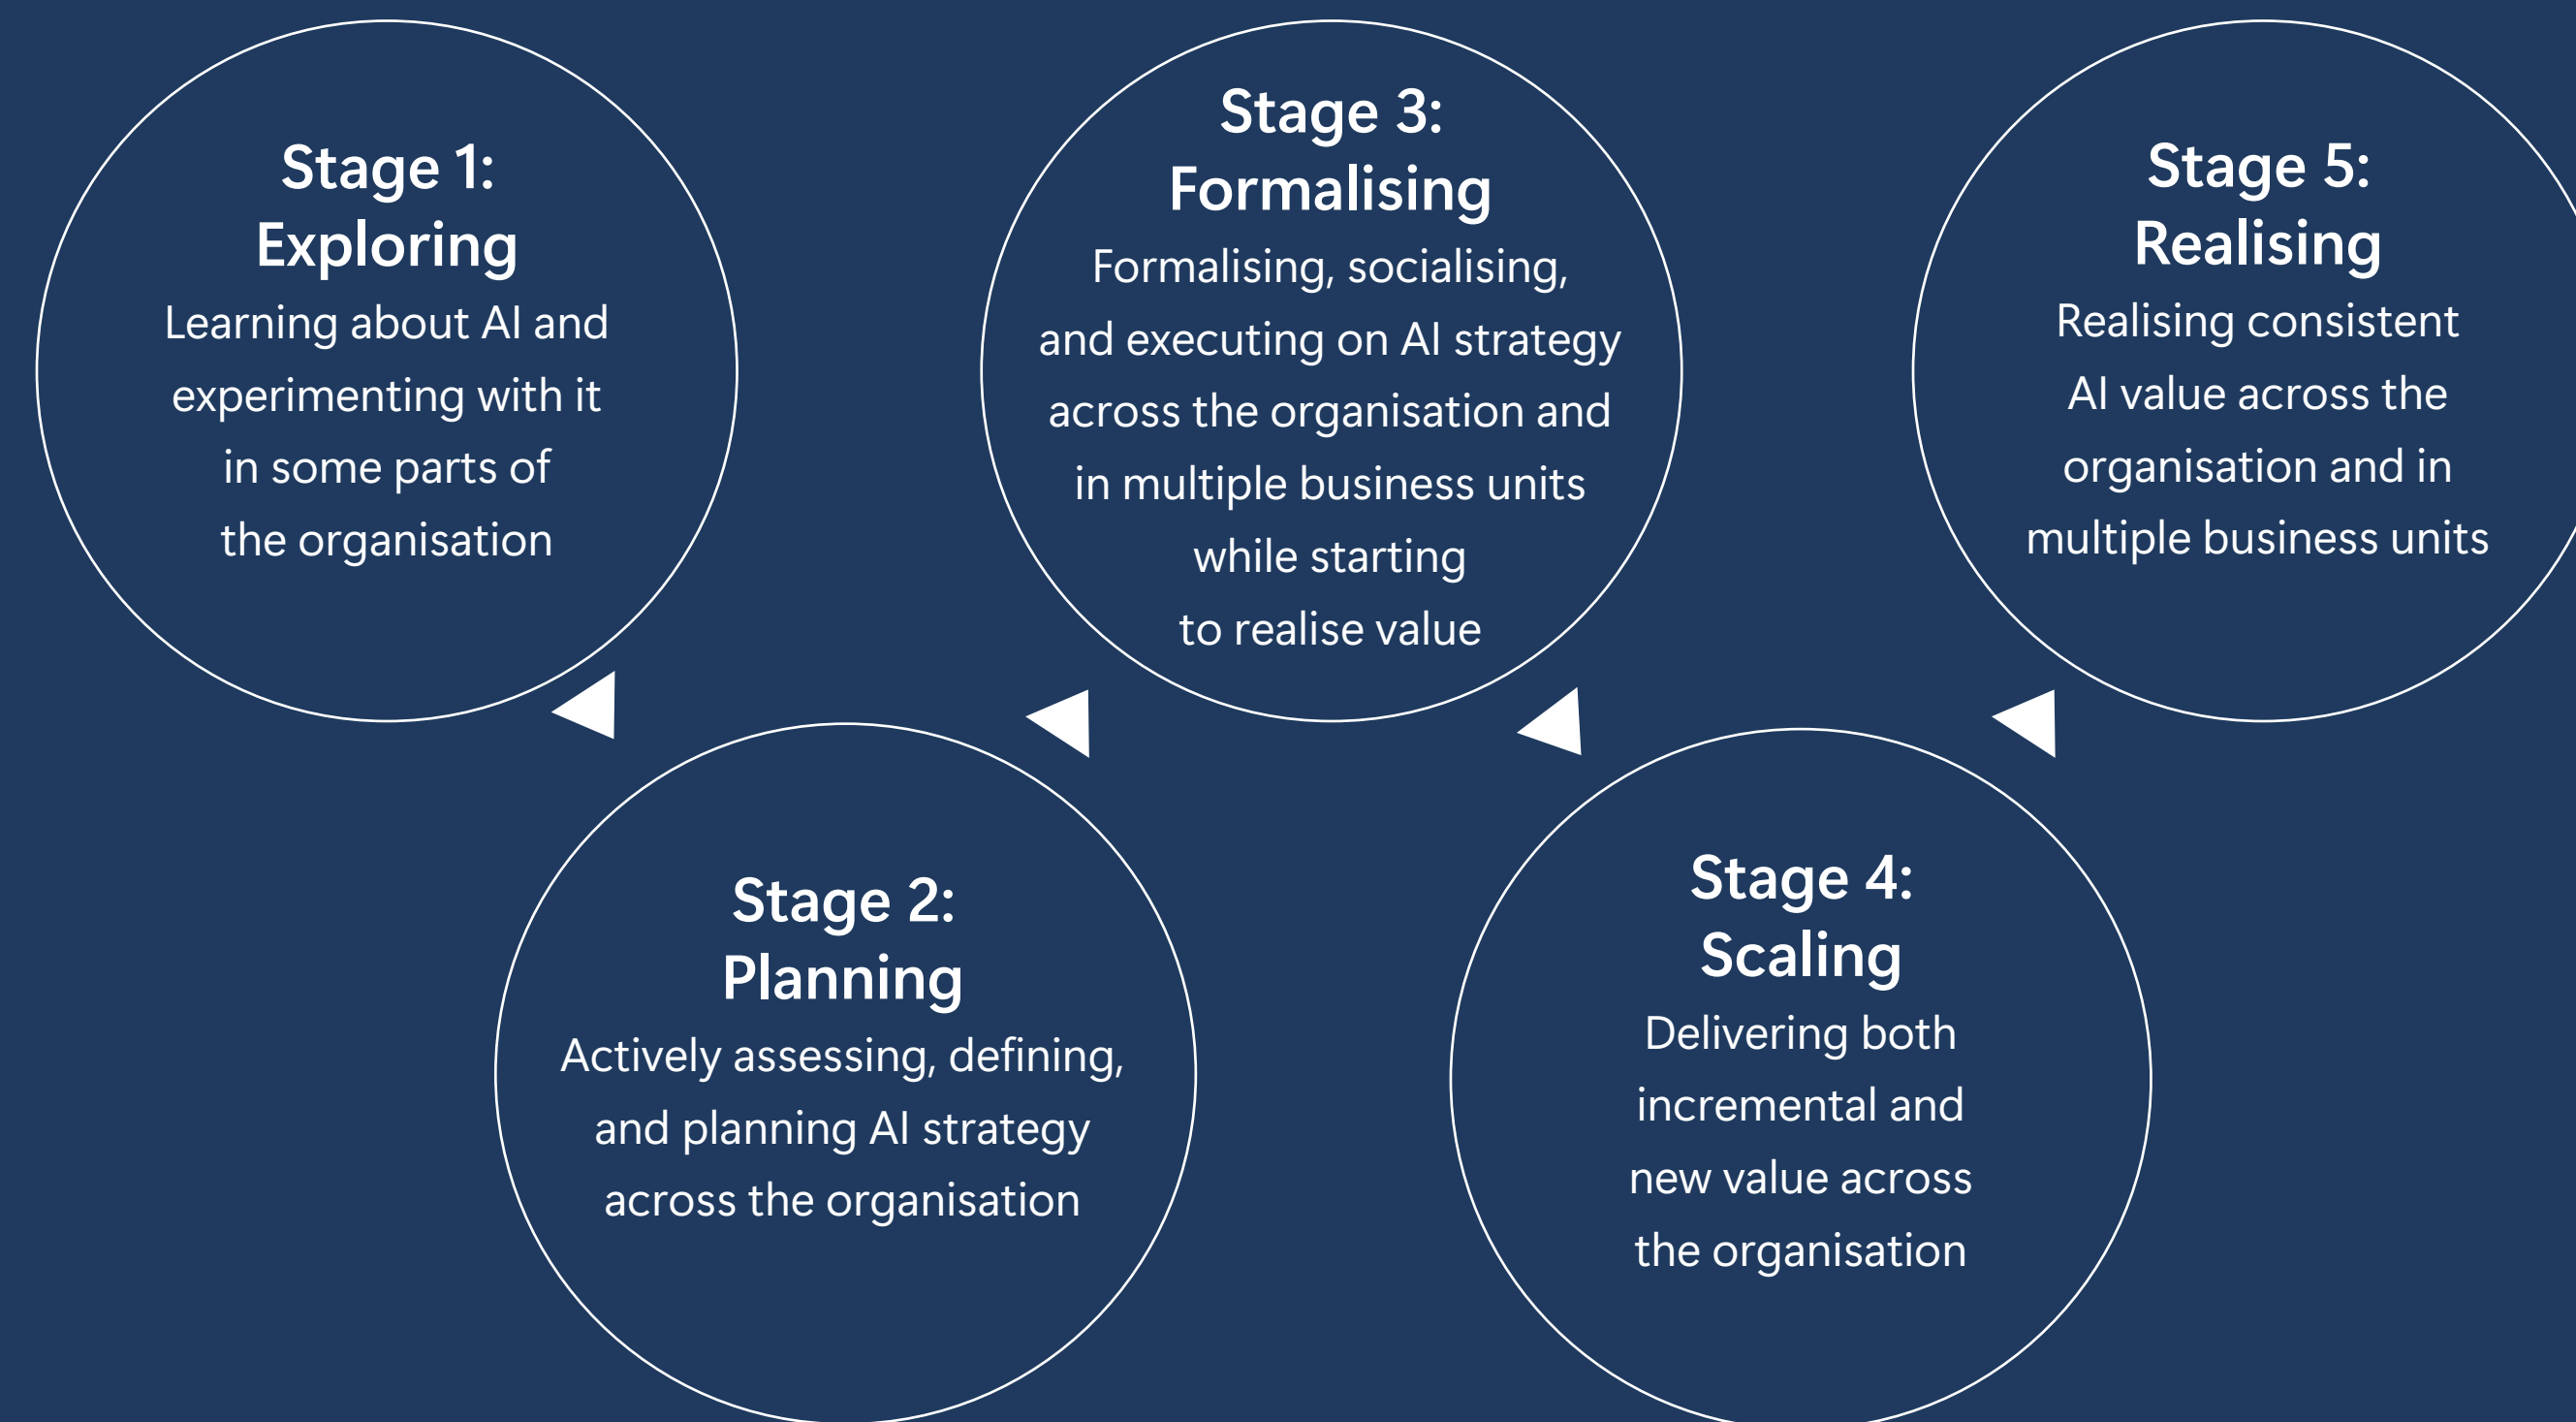 Stage 1:
Exploring
Learning about AI and
experimenting with it
in some parts of
the organisation
Stage 2:
Planning
Actively assessing, defining,
and planning AI strategy
across the organisation
Stage 3:
Formalising
Formalising, socialising,
and executing on AI strategy
across the organisation and
in multiple business units
while starting
to realise value
Stage 4:
Scaling
Delivering both
incremental and
new value across
the organisation
Stage 5:
Realising
Realising consistent
AI value across the
organisation and in
multiple business units